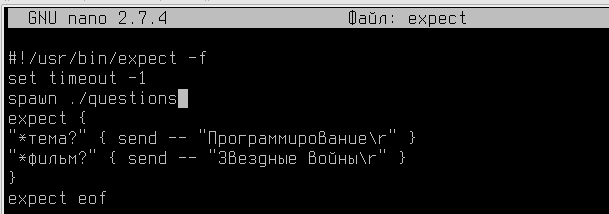 GNU nano 2.7.4 Файл: expect
#!/usr/bin/expect -f
set timeout -1
spawn ./questions
expect {
"*тема?" { send -- "Программирование\r" }
"*фильм?" { send -- "Звездные Войны\r" }
}
expect eof